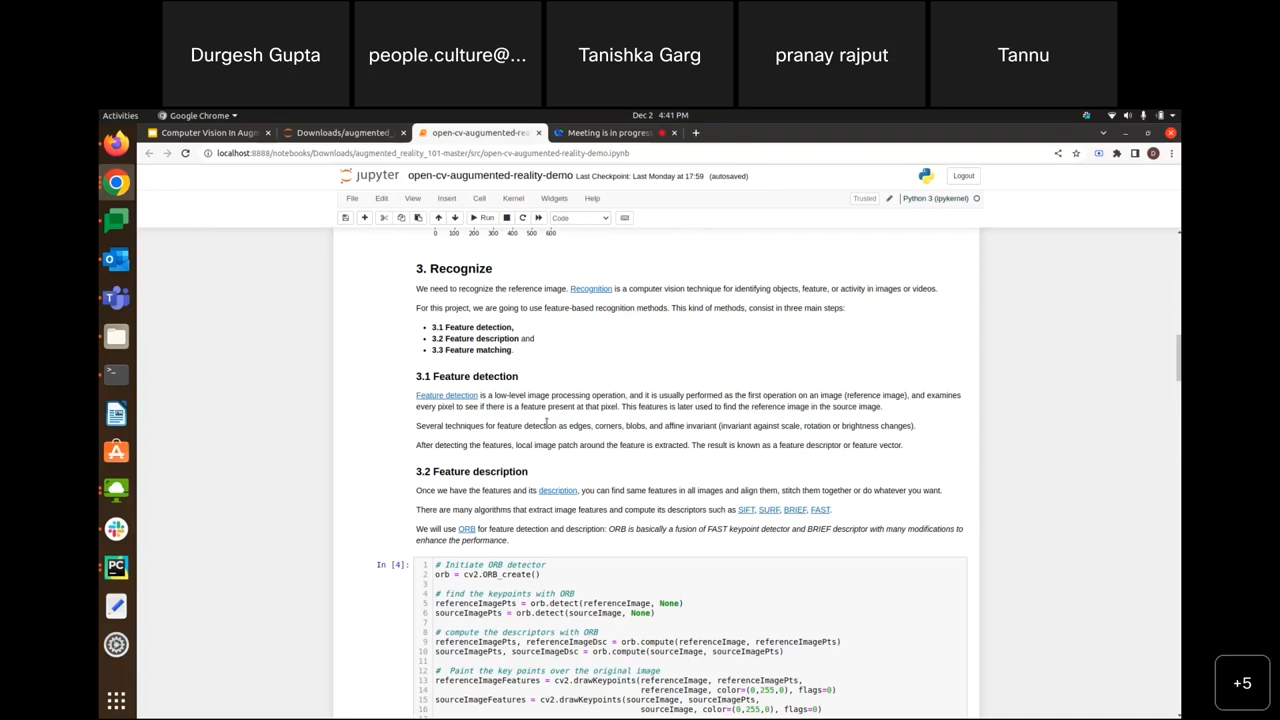 Durgesh Gupta
people.culture@...
Tanishka Garg
pranay rajput
Tannu
Activities
Google Chrome
Dec 2 4:41 PM
Computer Vision In Aug
Downloads/augmented_
open-cv-augumented-rea
Meeting is in progress
localhost:8888/notebooks/Downloads/augmented_reality_101-master/src/open-cv-augumented-reality-demo.ipynb
jupyter open-cv-augumented-reality-demo Last Checkpoint: Last Monday at 17:59 (autosaved)
Logout
File Edit View Insert Cell Kernel Widgets Help
Trusted
Python 3 (ipykernel)
Run
Code
0 100 200 300 400 500 600
3. Recognize
We need to recognize the reference image. Recognition is a computer vision technique for identifying objects, feature, or activity in images or videos.
For this project, we are going to use feature-based recognition methods. This kind of methods, consist in three main steps:
• 3.1 Feature detection,
• 3.2 Feature description and
• 3.3 Feature matching.
3.1 Feature detection
Feature detection is a low-level image processing operation, and it is usually performed as the first operation on an image (reference image), and examines
every pixel to see if there is a feature present at that pixel. This features is later used to find the reference image in the source image.
Several techniques for feature detection as edges, corners, blobs, and affine invariant (invariant against scale, rotation or brightness changes).
After detecting the features, local image patch around the feature is extracted. The result is known as a feature descriptor or feature vector.
3.2 Feature description
Once we have the features and its description, you can find same features in all images and align them, stitch them together or do whatever you want.
There are many algorithms that extract image features and compute its descriptors such as SIFT, SURF, BRIEF, FAST.
We will use ORB for feature detection and description: ORB is basically a fusion of FAST keypoint detector and BRIEF descriptor with many modifications to
enhance the performance.
In [4]:
1 # Initiate ORB detector
2 orb = cv2.ORB_create()
3
4 # find the keypoints with ORB
5 referenceImagePts = orb.detect(referenceImage, None)
6 sourceImagePts = orb.detect(sourceImage, None)
7
8 # compute the descriptors with ORB
9 referenceImagePts, referenceImageDsc = orb.compute(referenceImage, referenceImagePts)
10 sourceImagePts, sourceImageDsc = orb.compute(sourceImage, sourceImagePts)
11
12 # Paint the key points over the original image
13 referenceImageFeatures = cv2.drawKeypoints(referenceImage, referenceImagePts,
14 referenceImage, color=(0,255,0), flags=0)
15 sourceImageFeatures = cv2.drawKeypoints(sourceImage, sourceImagePts,
16 sourceImage, color=(0,255,0), flags=0)
+5